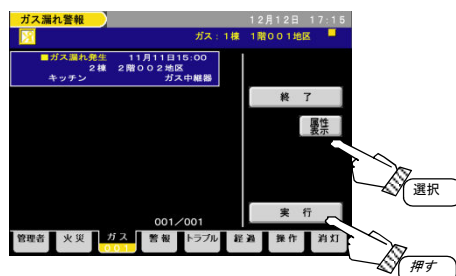 ガス漏れ警報 12月12日 17:15
ガス：1棟 1階001地区
■ガス漏れ発生 11月11日15:00
2棟 2階002地区
キッチン ガス中継器
終 了
属性
表示
選択
実 行
001／001
管理者 火災 ガス 警報 トラブル 経過 操作 消灯
001
押す